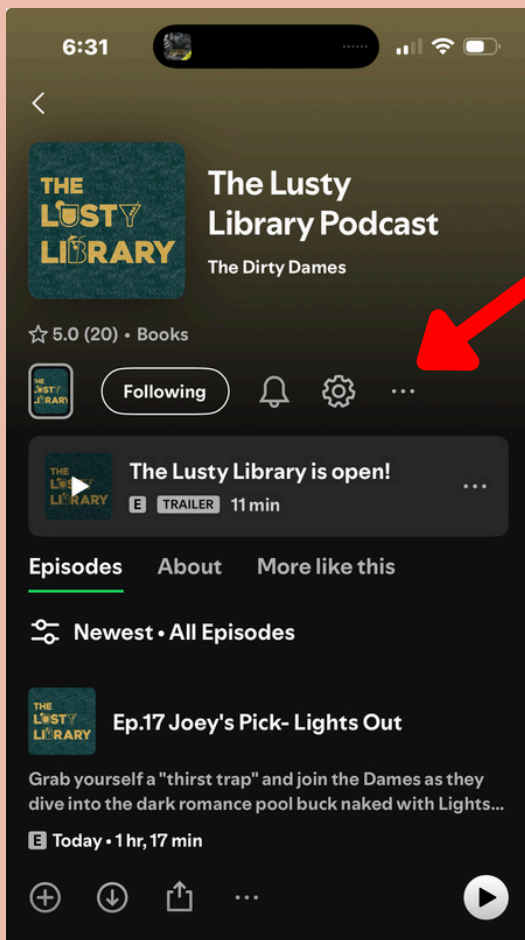 6:31
THE
LUSTY
LIBRARY
The Lusty
Library Podcast
The Dirty Dames
5.0 (20) • Books
THE
LUSTY
LIBRARY
Following
THE
LUSTY
LIBRARY
The Lusty Library is open!
E TRAILER 11 min
Episodes About More like this
Newest • All Episodes
THE
LUSTY
LIBRARY
Ep.17 Joey's Pick- Lights Out
Grab yourself a "thirst trap" and join the Dames as they
dive into the dark romance pool buck naked with Lights...
E Today • 1 hr, 17 min